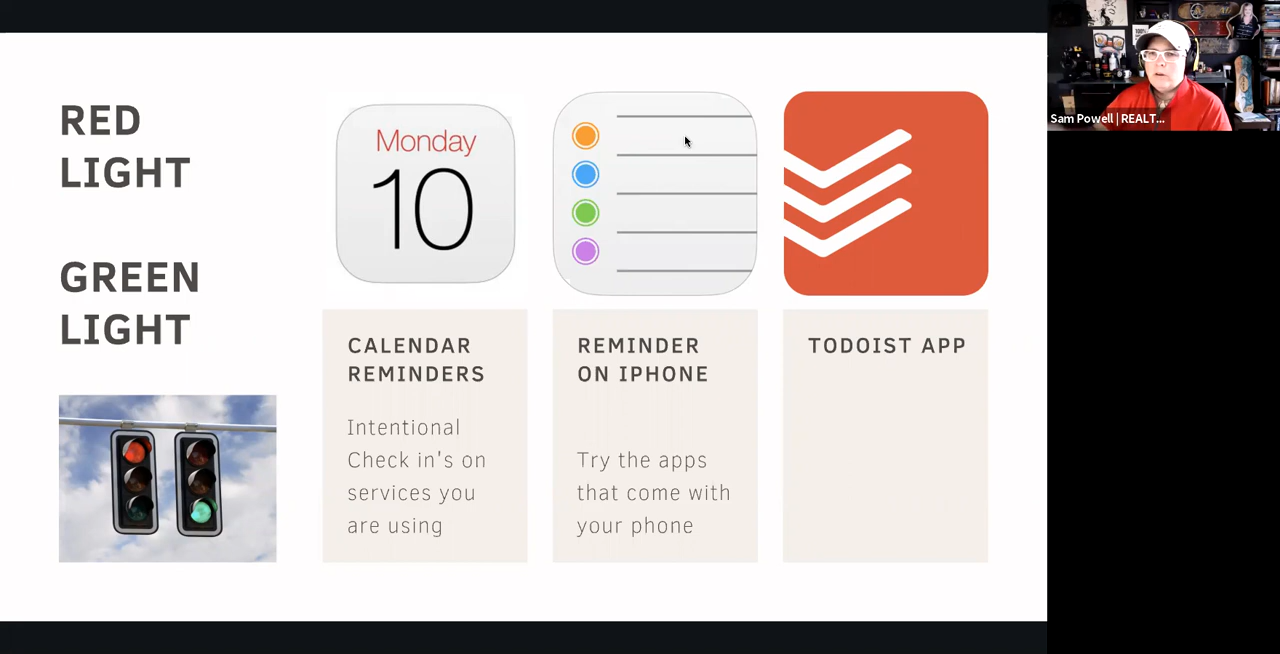 RED
LIGHT
GREEN
LIGHT
Monday
10
CALENDAR
REMINDERS
Intentional
Check in's on
services you
are using
REMINDER
ON IPHONE
Try the apps
that come with
your phone
TODOIST APP
Sam Powell | REALT...